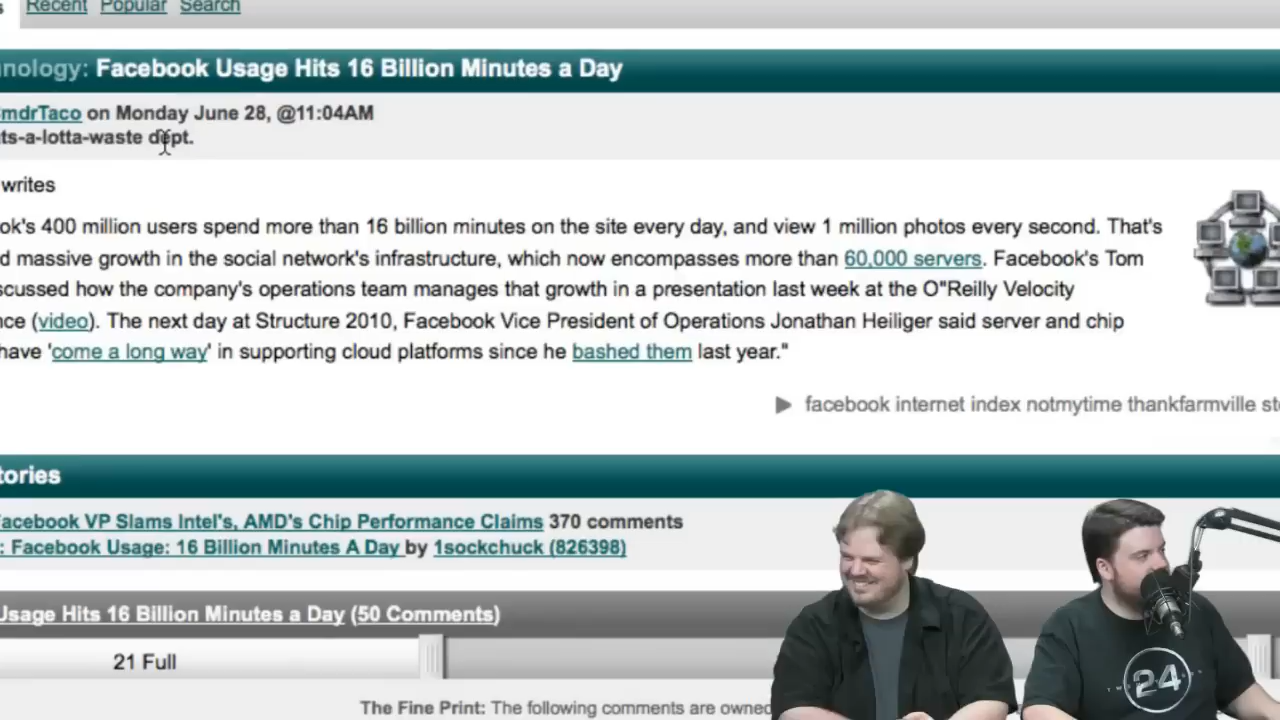 Recent Popular Search
nology: Facebook Usage Hits 16 Billion Minutes a Day
mdrTaco on Monday June 28, @11:04AM
ts-a-lotta-waste dept.
writes
ok's 400 million users spend more than 16 billion minutes on the site every day, and view 1 million photos every second. That's
d massive growth in the social network's infrastructure, which now encompasses more than 60,000 servers. Facebook's Tom
scussed how the company's operations team manages that growth in a presentation last week at the O"Reilly Velocity
nce (video). The next day at Structure 2010, Facebook Vice President of Operations Jonathan Heiliger said server and chip
have 'come a long way' in supporting cloud platforms since he bashed them last year."
facebook internet index notmytime thankfarmville st
tories
acebook VP Slams Intel's, AMD's Chip Performance Claims 370 comments
: Facebook Usage: 16 Billion Minutes A Day by 1sockchuck (826398)
Usage Hits 16 Billion Minutes a Day (50 Comments)
21 Full
The Fine Print: The following comments are owned
24